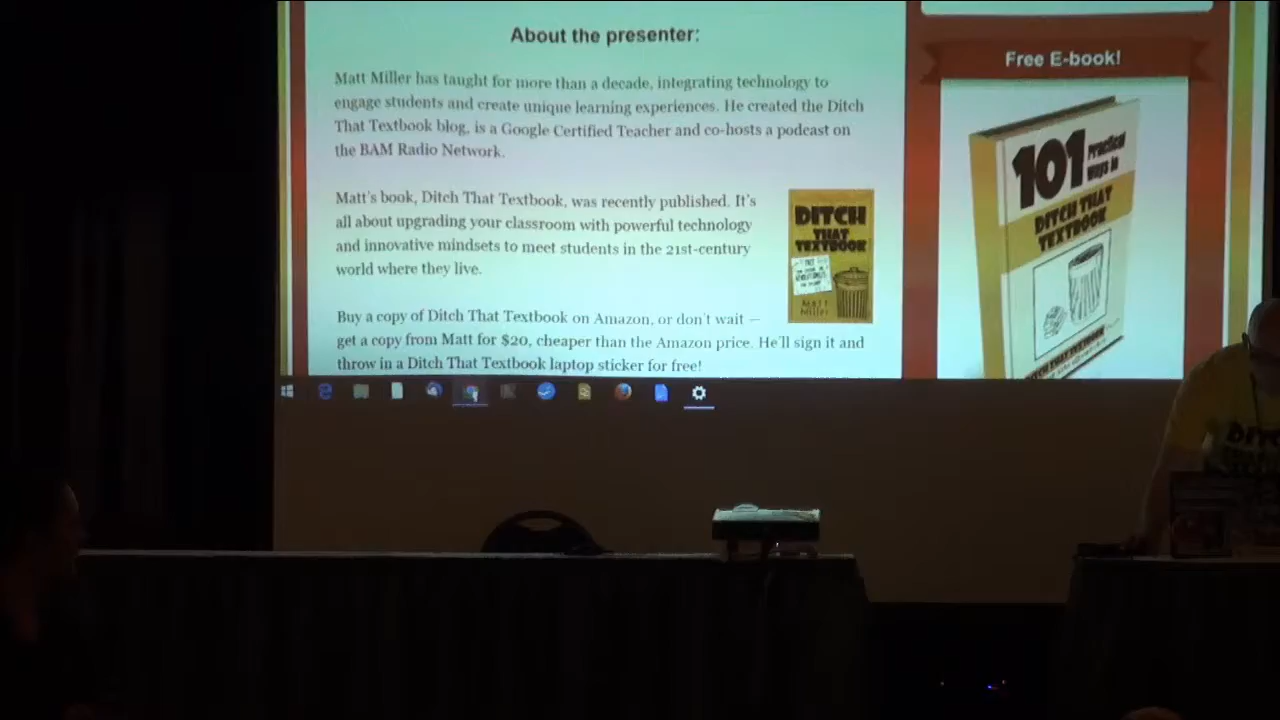 About the presenter:
Matt Miller has taught for more than a decade, integrating technology to
engage students and create unique learning experiences. He created the Ditch
That Textbook blog, is a Google Certified Teacher and co-hosts a podcast on
the BAM Radio Network.
Matt's book, Ditch That Textbook, was recently published. It's
all about upgrading your classroom with powerful technology
and innovative mindsets to meet students in the 21st-century
world where they live.
Buy a copy of Ditch That Textbook on Amazon, or don't wait —
get a copy from Matt for $20, cheaper than the Amazon price. He'll sign it and
throw in a Ditch That Textbook laptop sticker for free!
DITCH
THAT
TEXTBOOK
Matt
Miller
Free E-book!
101 Practical
ways to
DITCH THAT
TEXTBOOK
DITCH THAT TEXTBOOK
DITCH